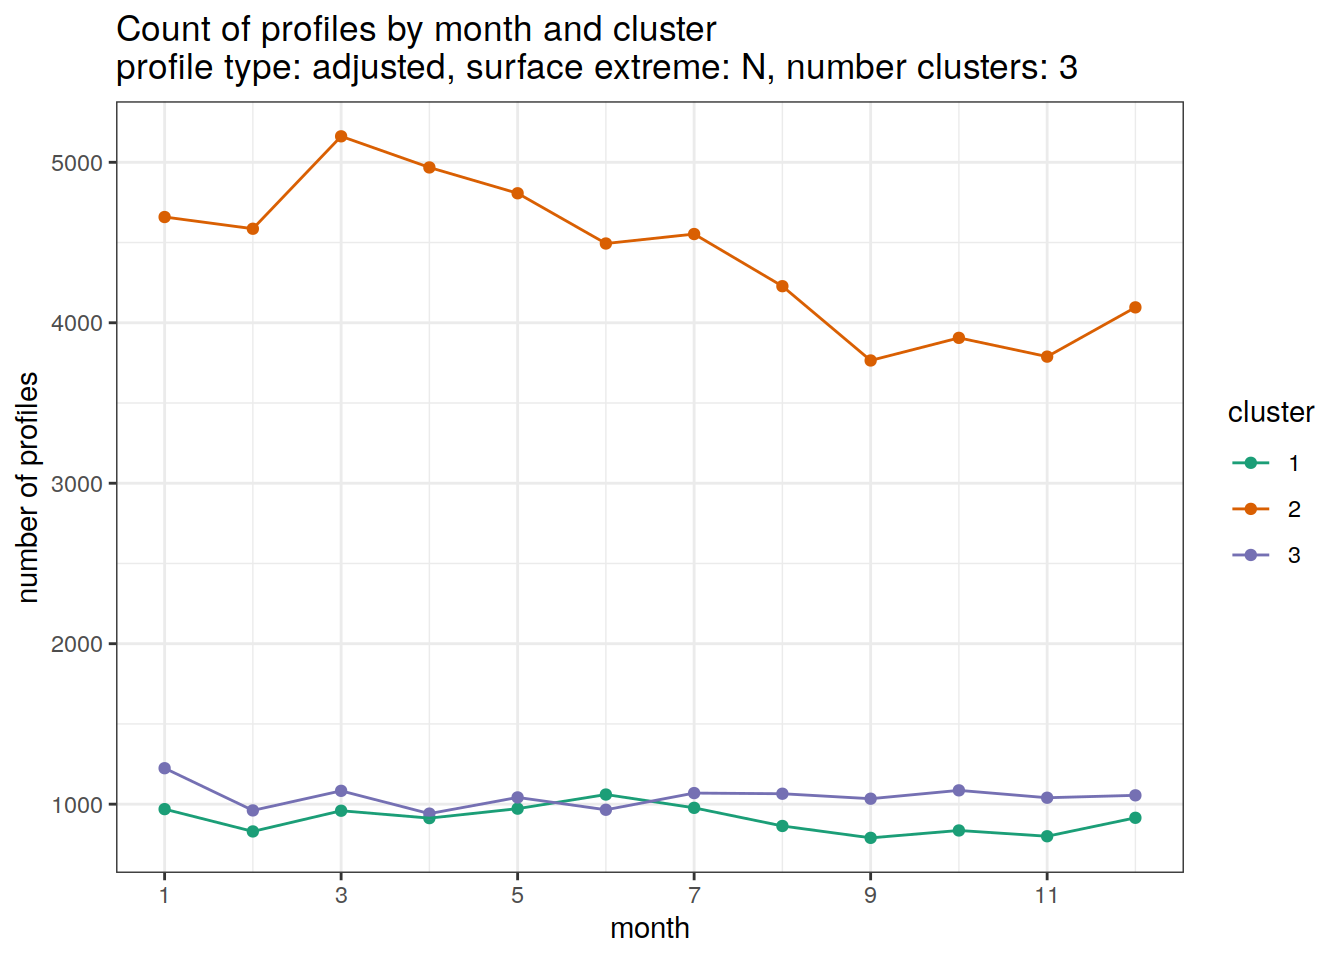 Count of profiles by month and cluster
profile type: adjusted, surface extreme: N, number clusters: 3
5000
4000
3000
2000
1000
number of profiles
1 3 5 7 9 11
month
cluster
1
2
3